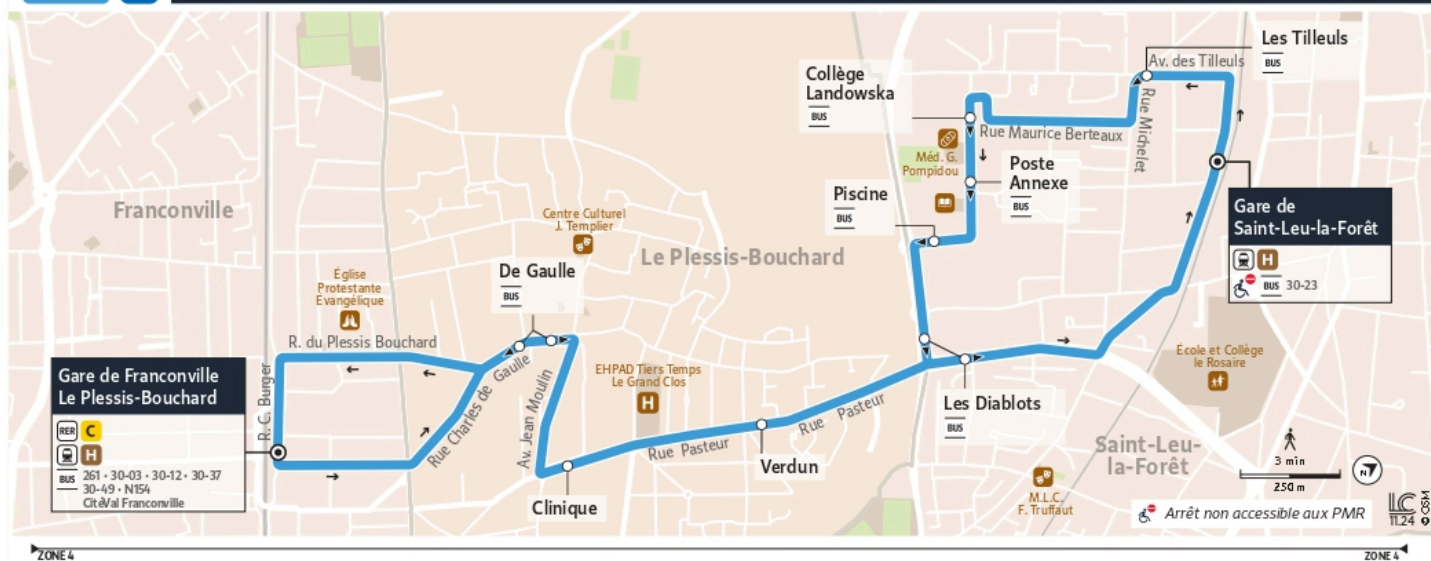 Les Tilleuls
BUS
Av. des Tilleuls
Collège
Landowska
BUS
Rue Michelet
Rue Maurice Berteaux
Méd. G.
Pompidou
Poste
Annexe
BUS
Piscine
BUS
Franconville
Gare de
Saint-Leu-la-Forêt
H
BUS 30-23
Centre Culturel
J. Templier
Le Plessis-Bouchard
De Gaulle
BUS
Église
Protestante
Evangélique
R. du Plessis Bouchard
Gare de Franconville
Le Plessis-Bouchard
RER C
H
BUS 261 • 30-03 • 30-12 • 30-37
30-49 • N154
CitéVal Franconville
R. C. Burger
Rue Charles de Gaulle
Av. Jean Moulin
EHPAD Tiers Temps
Le Grand Clos
H
École et Collège
le Rosaire
Les Diablots
BUS
Rue Pasteur
Rue Pasteur
Verdun
Clinique
Saint-Leu-
la-Forêt
M.L.C.
F. Truffaut
3 min
250 m
N
Arrêt non accessible aux PMR
LC
11.24
© OSM
ZONE 4
ZONE 4